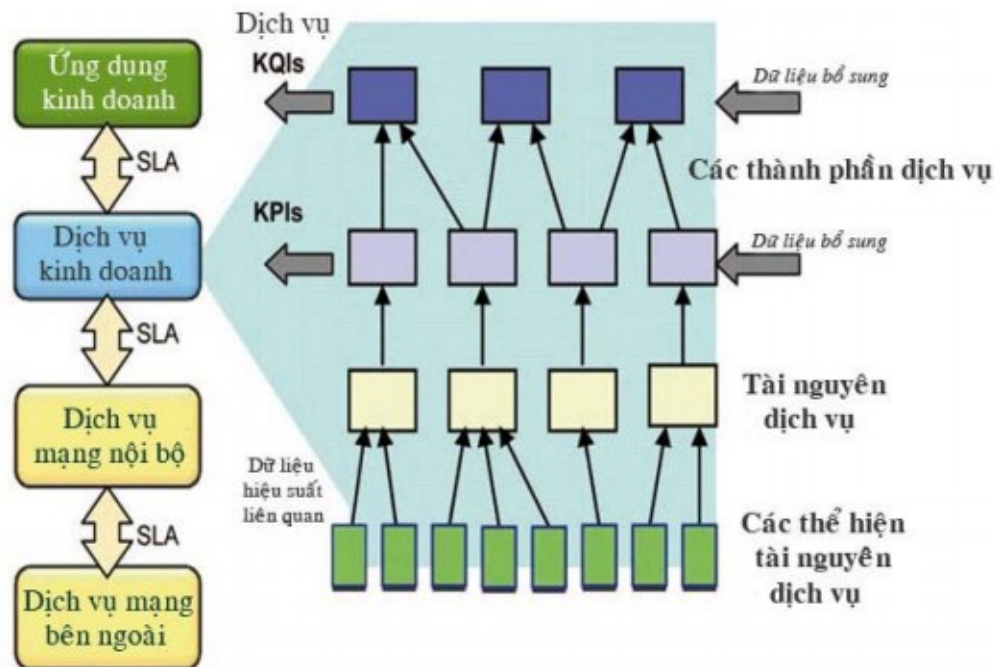 Dịch vụ
Ứng dụng
kinh doanh
KQIs
Dữ liệu bổ sung
SLA
Các thành phần dịch vụ
Dịch vụ
kinh doanh
KPIs
Dữ liệu bổ sung
SLA
Dịch vụ
mạng nội bộ
Tài nguyên
dịch vụ
Dữ liệu
hiệu suất
liên quan
SLA
Các thể hiện
tài nguyên
dịch vụ
Dịch vụ mạng
bên ngoài